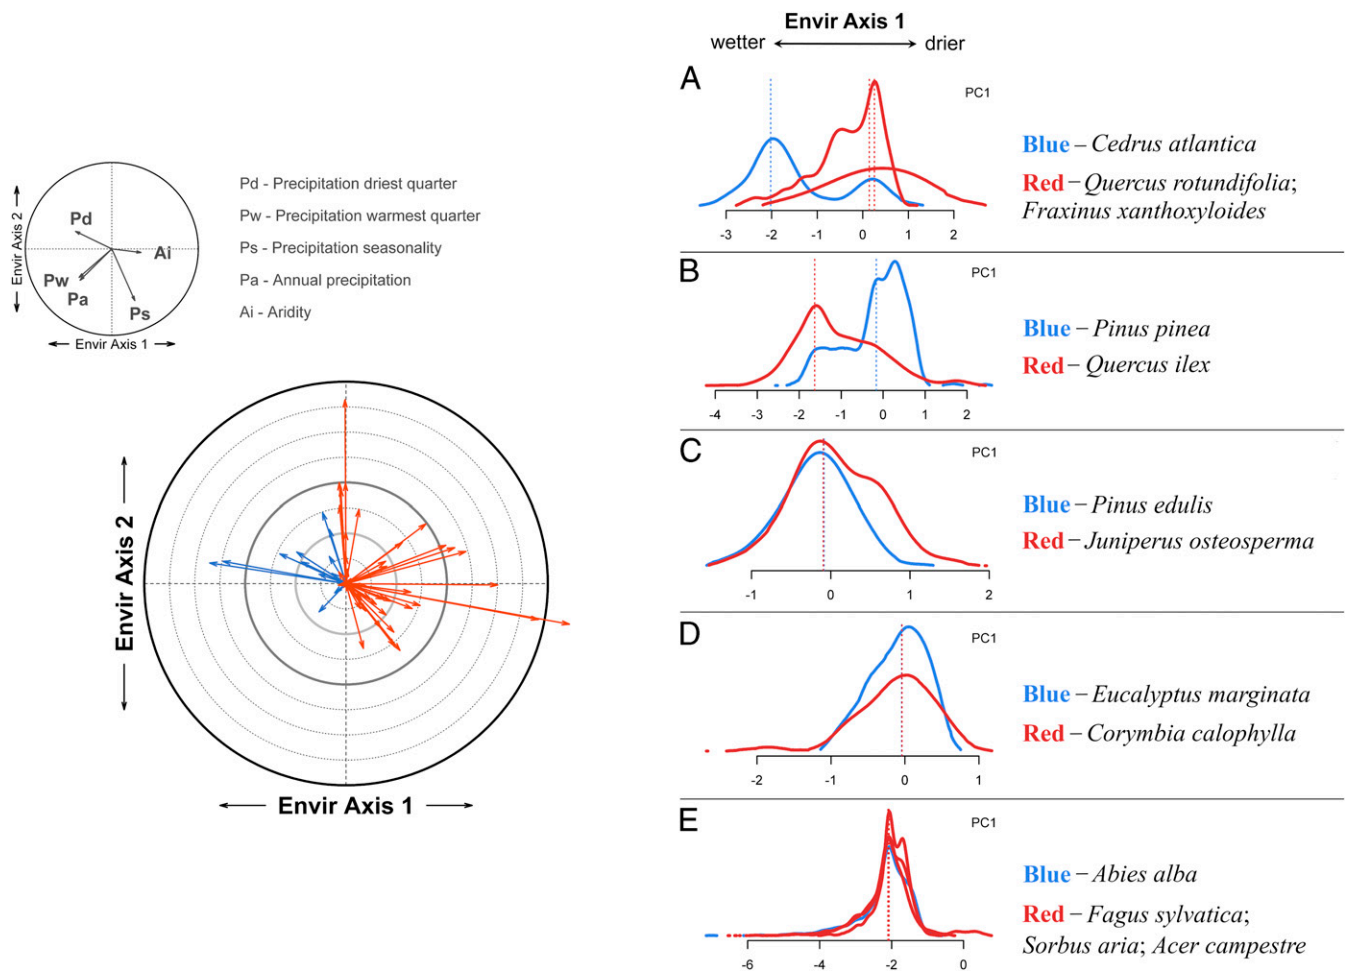 Envir Axis 2
Pd
Ai
Pw
Pa
Ps
Envir Axis 1
Pd - Precipitation driest quarter
Pw - Precipitation warmest quarter
Ps - Precipitation seasonality
Pa - Annual precipitation
Ai - Aridity
Envir Axis 2
Envir Axis 1
Envir Axis 1
wetter drier
A
PC1
-3 -2 -1 0 1 2
Blue – Cedrus atlantica
Red – Quercus rotundifolia;
Fraxinus xanthoxyloides
B
PC1
-4 -3 -2 -1 0 1 2
Blue – Pinus pinea
Red – Quercus ilex
C
PC1
-1 0 1 2
Blue – Pinus edulis
Red – Juniperus osteosperma
D
PC1
-2 -1 0 1
Blue – Eucalyptus marginata
Red – Corymbia calophylla
E
PC1
-6 -4 -2 0
Blue – Abies alba
Red – Fagus sylvatica;
Sorbus aria; Acer campestre